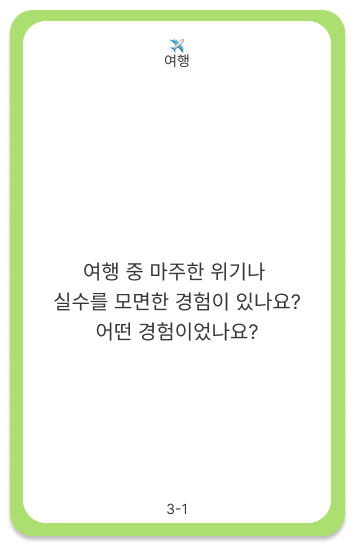 여행
여행 중 마주한 위기나
실수를 모면한 경험이 있나요?
어떤 경험이었나요?
3-1